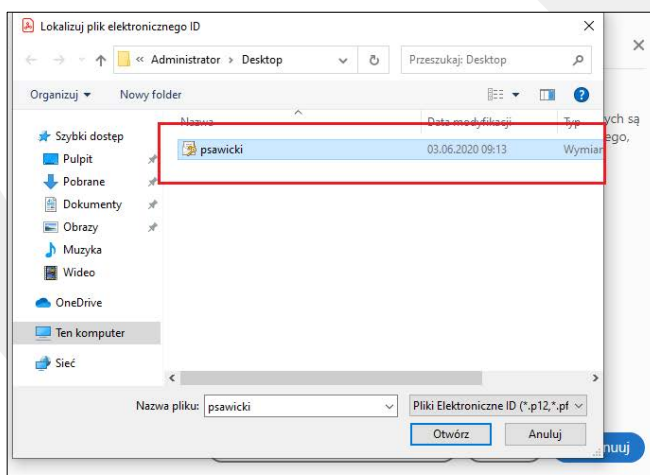 Lokalizuj plik elektronicznego ID
« Administrator > Desktop
Przeszukaj: Desktop
Organizuj
Nowy folder
Nazwa
Data modyfikacji
Typ
ych są
ego,
Szybki dostęp
psawicki
03.06.2020 09:13
Wymian
Pulpit
Pobrane
Dokumenty
Obrazy
Muzyka
Wideo
OneDrive
Ten komputer
Sieć
Nazwa pliku:
psawicki
Pliki Elektroniczne ID (*.p12,*.pf
Otwórz
Anuluj
nuuj